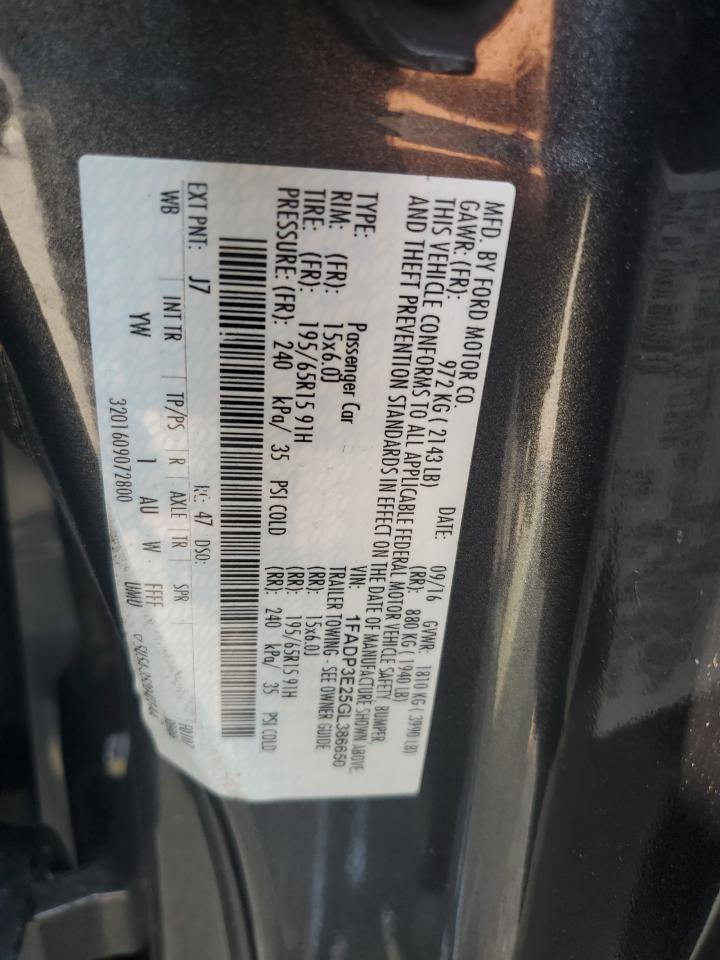 MFD. BY FORD MOTOR CO.
DATE: 09/16 GVWR: 1810 KG ( 3990 LB)
GAWR: (FR): 972 KG ( 2143 LB) (RR): 880 KG ( 1940 LB)
THIS VEHICLE CONFORMS TO ALL APPLICABLE FEDERAL MOTOR VEHICLE SAFETY, BUMPER,
AND THEFT PREVENTION STANDARDS IN EFFECT ON THE DATE OF MANUFACTURE SHOWN ABOVE
VIN: 1FADP3E25GL386650
TYPE: Passenger Car TRAILER TOWING - SEE OWNER GUIDE
RIM: (FR): 15x6.0J (RR): 15x6.0J
TIRE: (FR): 195/65R15 91H (RR): 195/65R15 91H
PRESSURE: (FR): 240 kPa/ 35 PSI COLD (RR): 240 kPa/ 35 PSI COLD
EXT PNT: J7 RC: 47 DSO:
WB INT TR TP/PS R AXLE TR SPR
YW 1 AU W FFFF UMU
3201609072800